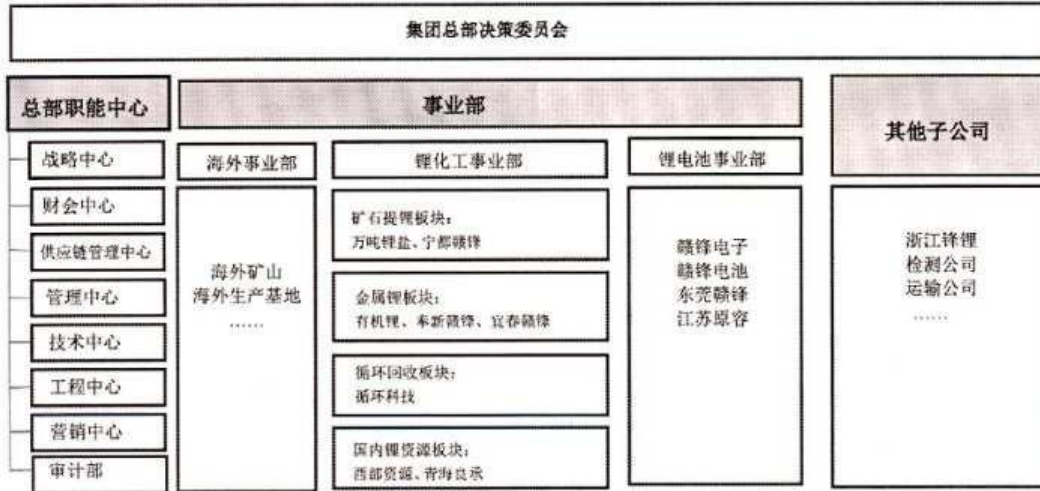 集团总部决策委员会
总部职能中心
战略中心
财会中心
供应链管理中心
管理中心
技术中心
工程中心
营销中心
审计部
事业部
海外事业部
海外矿山
海外生产基地
……
锂化工事业部
矿石提锂板块：
万吨锂盐、宁都赣锋
金属锂板块：
有机锂、奉新赣锋、宜春赣锋
循环回收板块：
循环科技
国内锂资源板块：
西部资源、青海良承
锂电池事业部
赣锋电子
赣锋电池
东莞赣锋
江苏原容
其他子公司
浙江锋锂
检测公司
运输公司
……